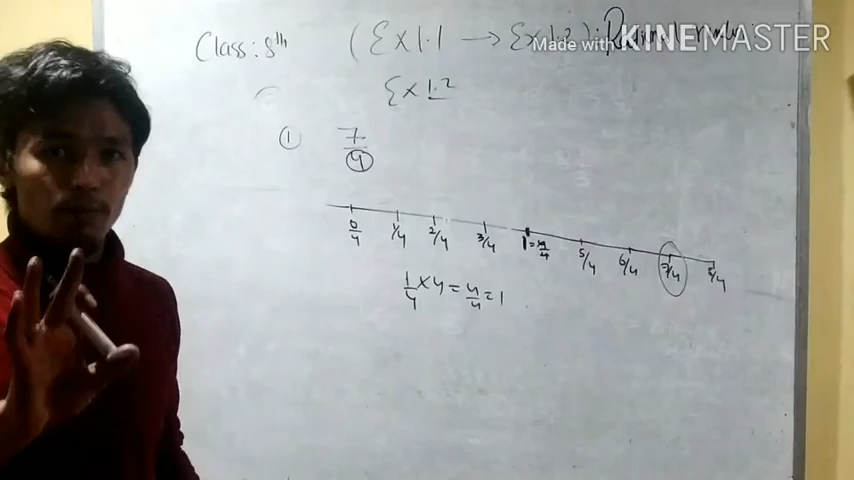 Class: 8th (Ex 1.1 → Ex 1.2) : Rational
Made with KINEMASTER
Ex 1.2
① 7/4
0/4 1/4 2/4 3/4 1=4/4 5/4 6/4 7/4 8/4
1/4 × 4 = 4/4 = 1